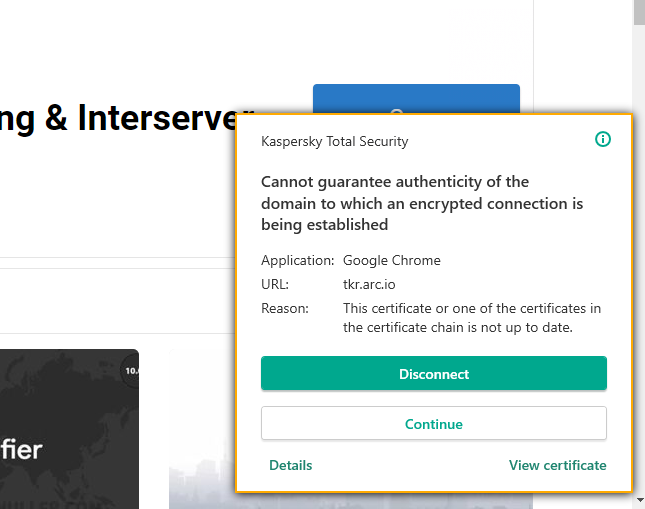 ng & Interserver
Kaspersky Total Security
Cannot guarantee authenticity of the
domain to which an encrypted connection is
being established
Application: Google Chrome
URL: tkr.arc.io
Reason: This certificate or one of the certificates in
the certificate chain is not up to date.
Disconnect
Continue
Details View certificate
10.
fier